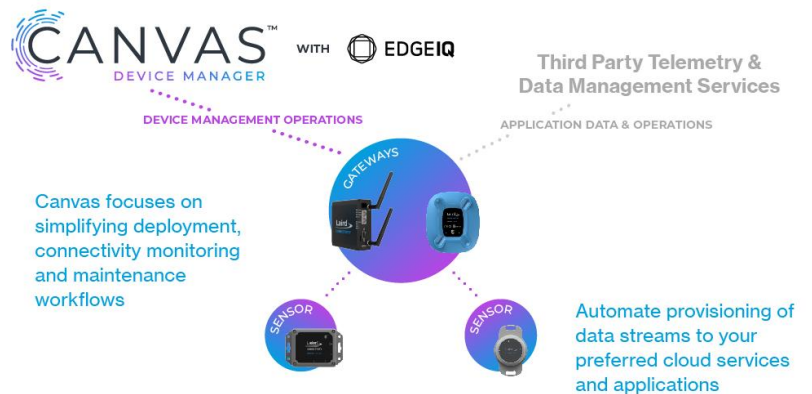 CANVAS™
DEVICE MANAGER
WITH
EDGEIQ
Third Party Telemetry &
Data Management Services
DEVICE MANAGEMENT OPERATIONS
APPLICATION DATA & OPERATIONS
GATEWAYS
Laird
Canvas focuses on
simplifying deployment,
connectivity monitoring
and maintenance
workflows
SENSOR
SENSOR
Laird
Automate provisioning of
data streams to your
preferred cloud services
and applications